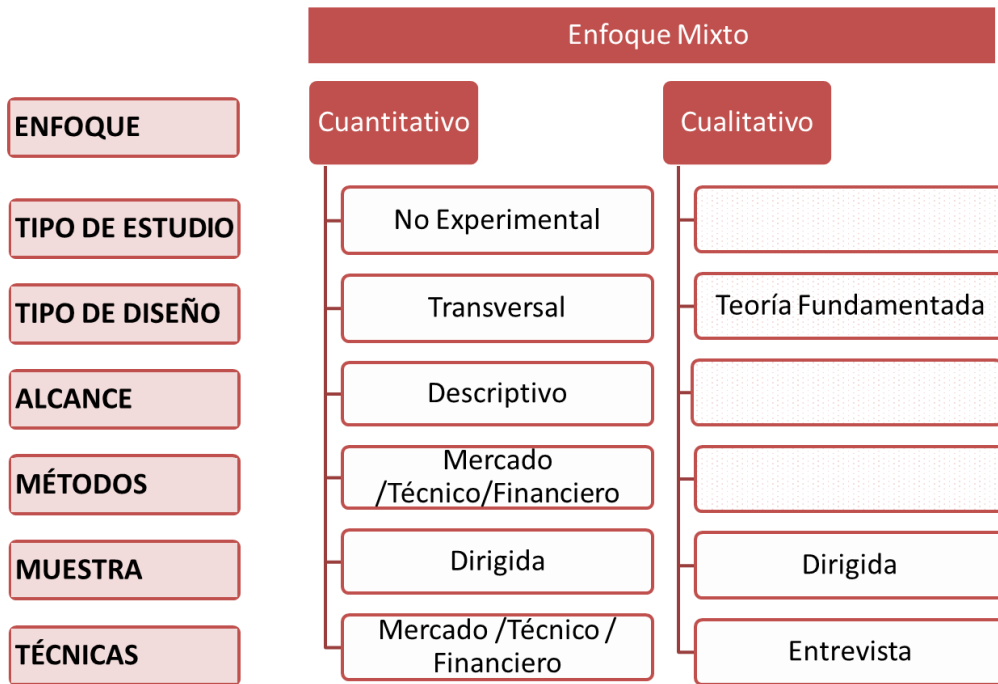 Enfoque Mixto
ENFOQUE
Cuantitativo
Cualitativo
TIPO DE ESTUDIO
No Experimental
TIPO DE DISEÑO
Transversal
Teoría Fundamentada
ALCANCE
Descriptivo
MÉTODOS
Mercado
/Técnico/Financiero
MUESTRA
Dirigida
Dirigida
TÉCNICAS
Mercado /Técnico /
Financiero
Entrevista